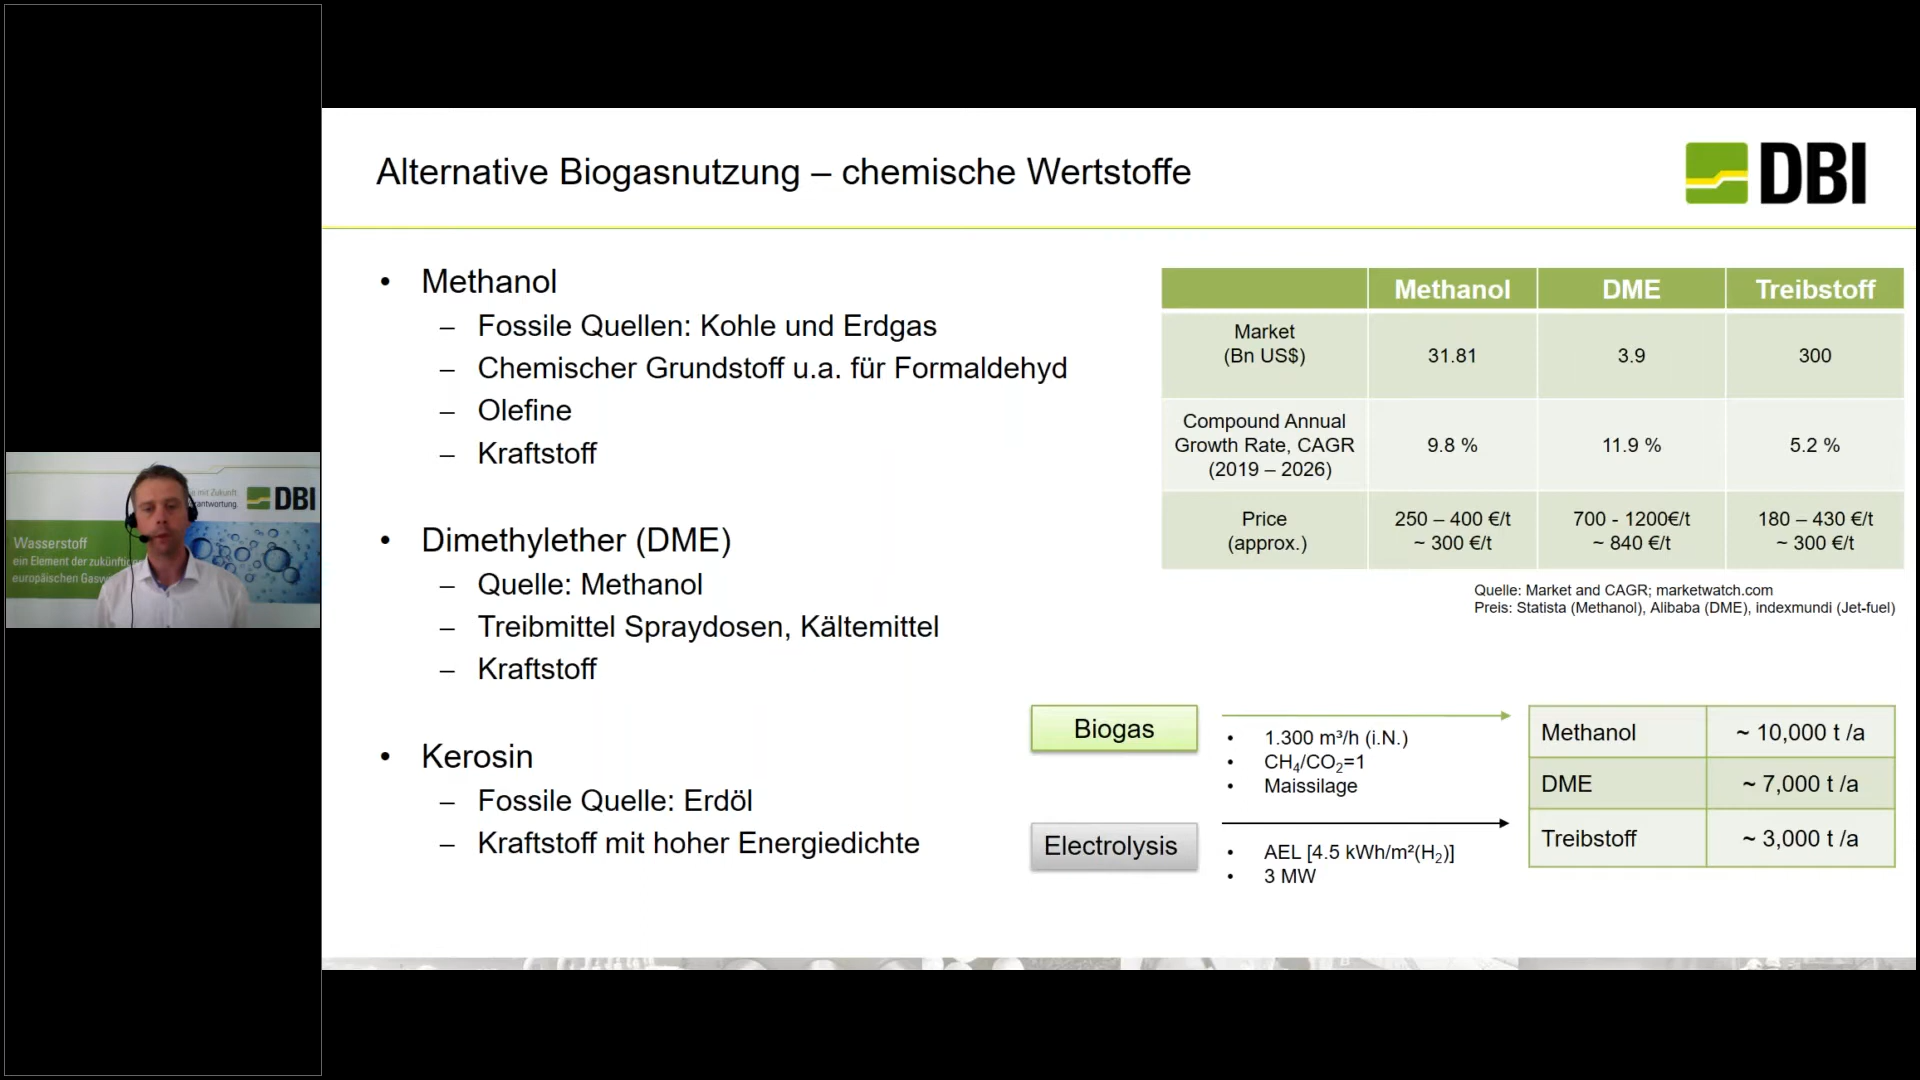 Alternative Biogasnutzung – chemische Wertstoffe
DBI
• Methanol
– Fossile Quellen: Kohle und Erdgas
– Chemischer Grundstoff u.a. für Formaldehyd
– Olefine
– Kraftstoff
• Dimethylether (DME)
– Quelle: Methanol
– Treibmittel Spraydosen, Kältemittel
– Kraftstoff
• Kerosin
– Fossile Quelle: Erdöl
– Kraftstoff mit hoher Energiedichte
Methanol DME Treibstoff
Market
(Bn US$) 31.81 3.9 300
Compound Annual
Growth Rate, CAGR 9.8 % 11.9 % 5.2 %
(2019 – 2026)
Price 250 – 400 €/t 700 - 1200€/t 180 – 430 €/t
(approx.) ~ 300 €/t ~ 840 €/t ~ 300 €/t
Quelle: Market and CAGR; marketwatch.com
Preis: Statista (Methanol), Alibaba (DME), indexmundi (Jet-fuel)
Biogas
• 1.300 m³/h (i.N.)
• CH₄/CO₂=1
• Maissilage
Electrolysis
• AEL [4.5 kWh/m²(H₂)]
• 3 MW
Methanol ~ 10,000 t /a
DME ~ 7,000 t /a
Treibstoff ~ 3,000 t /a
mit Zukunft
DBI
Wasserstoff
ein Element der
europäischen